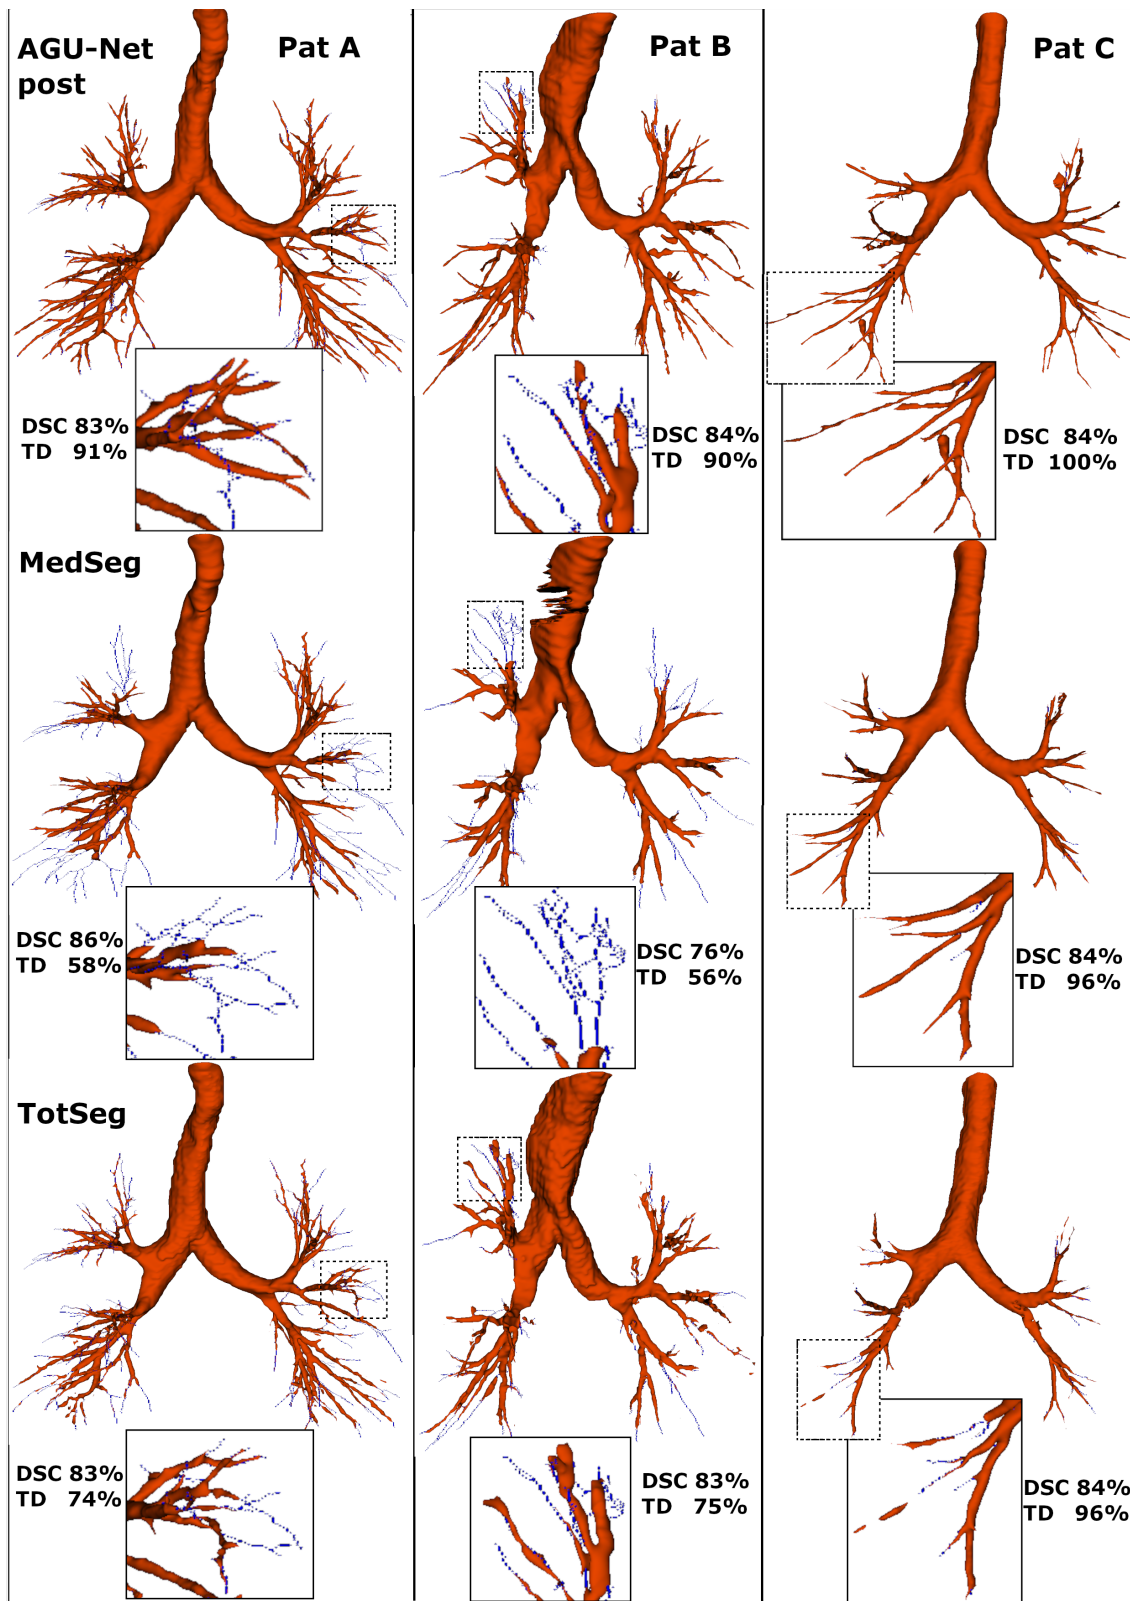 AGU-Net
post
Pat A
Pat B
Pat C
DSC 83%
TD 91%
DSC 84%
TD 90%
DSC 84%
TD 100%
MedSeg
DSC 86%
TD 58%
DSC 76%
TD 56%
DSC 84%
TD 96%
TotSeg
DSC 83%
TD 74%
DSC 83%
TD 75%
DSC 84%
TD 96%